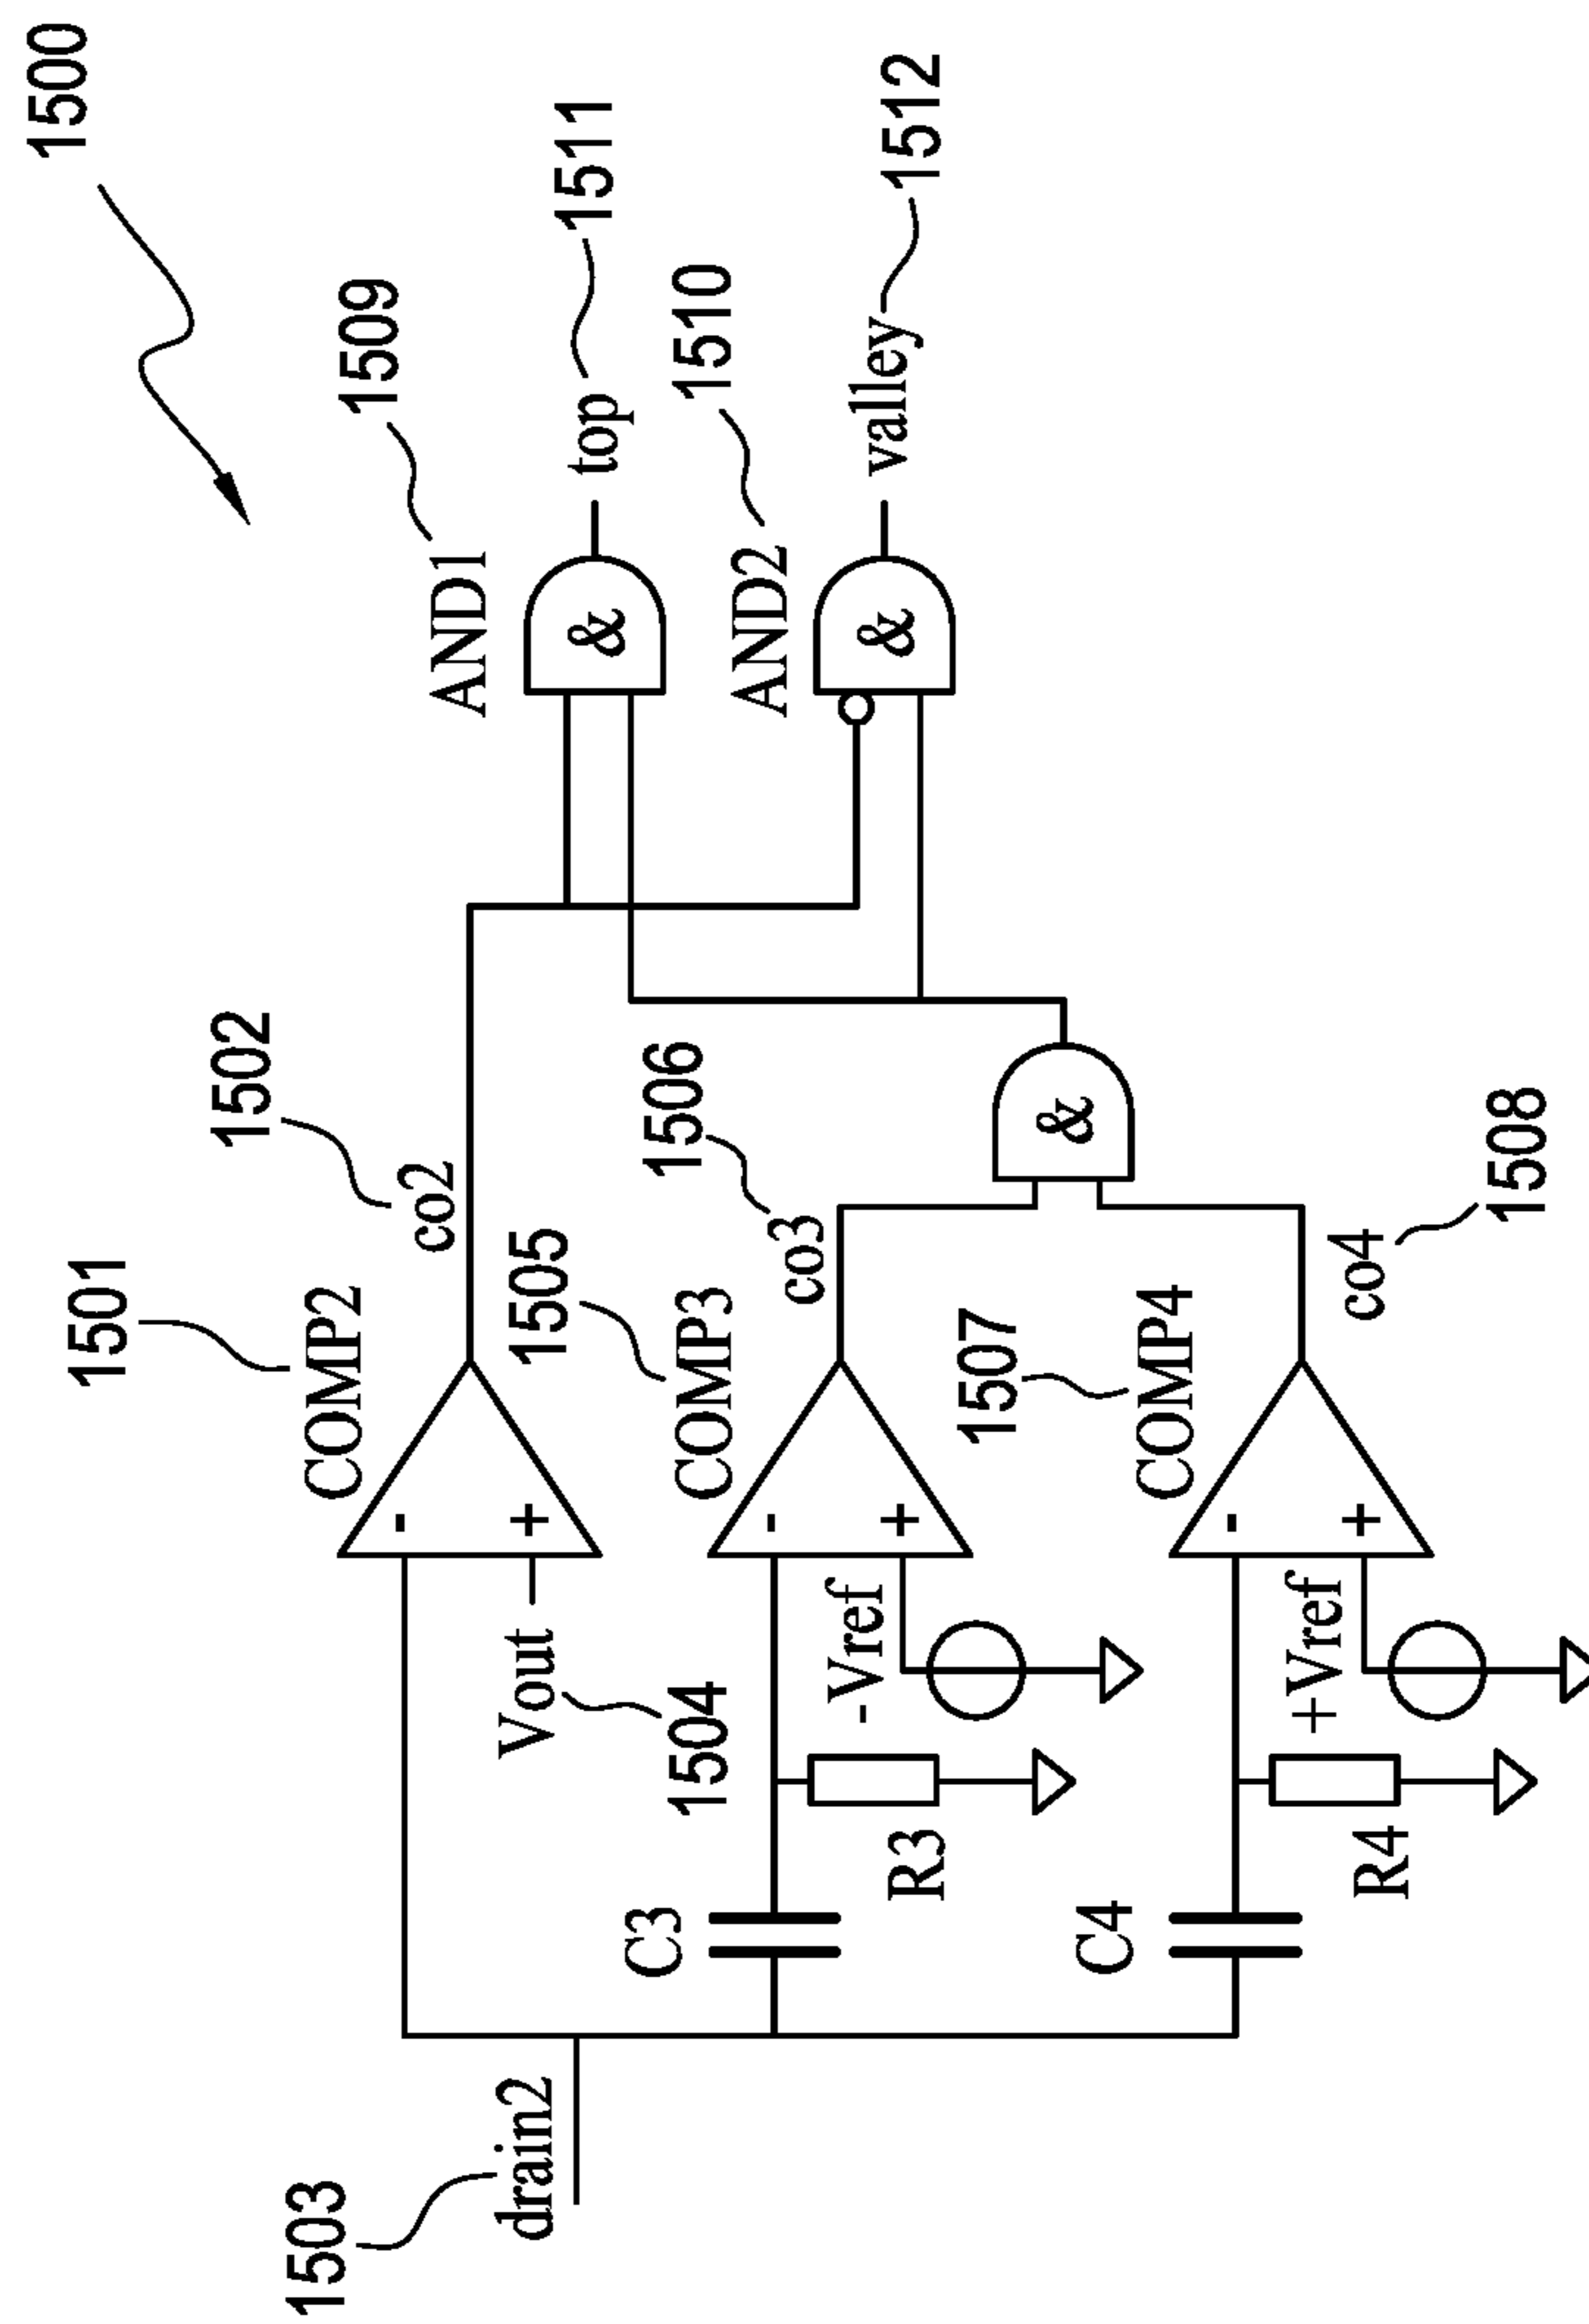 1500
1501
COMP2
1502
co2
1503
drain2
Vout
1504
-
+
1505
COMP3
1506
co3
C3
R3
-Vref
-
+
1507
COMP4
1508
co4
C4
R4
+Vref
-
+
&
AND1
1509
&
top
1511
AND2
1510
&
valley
1512